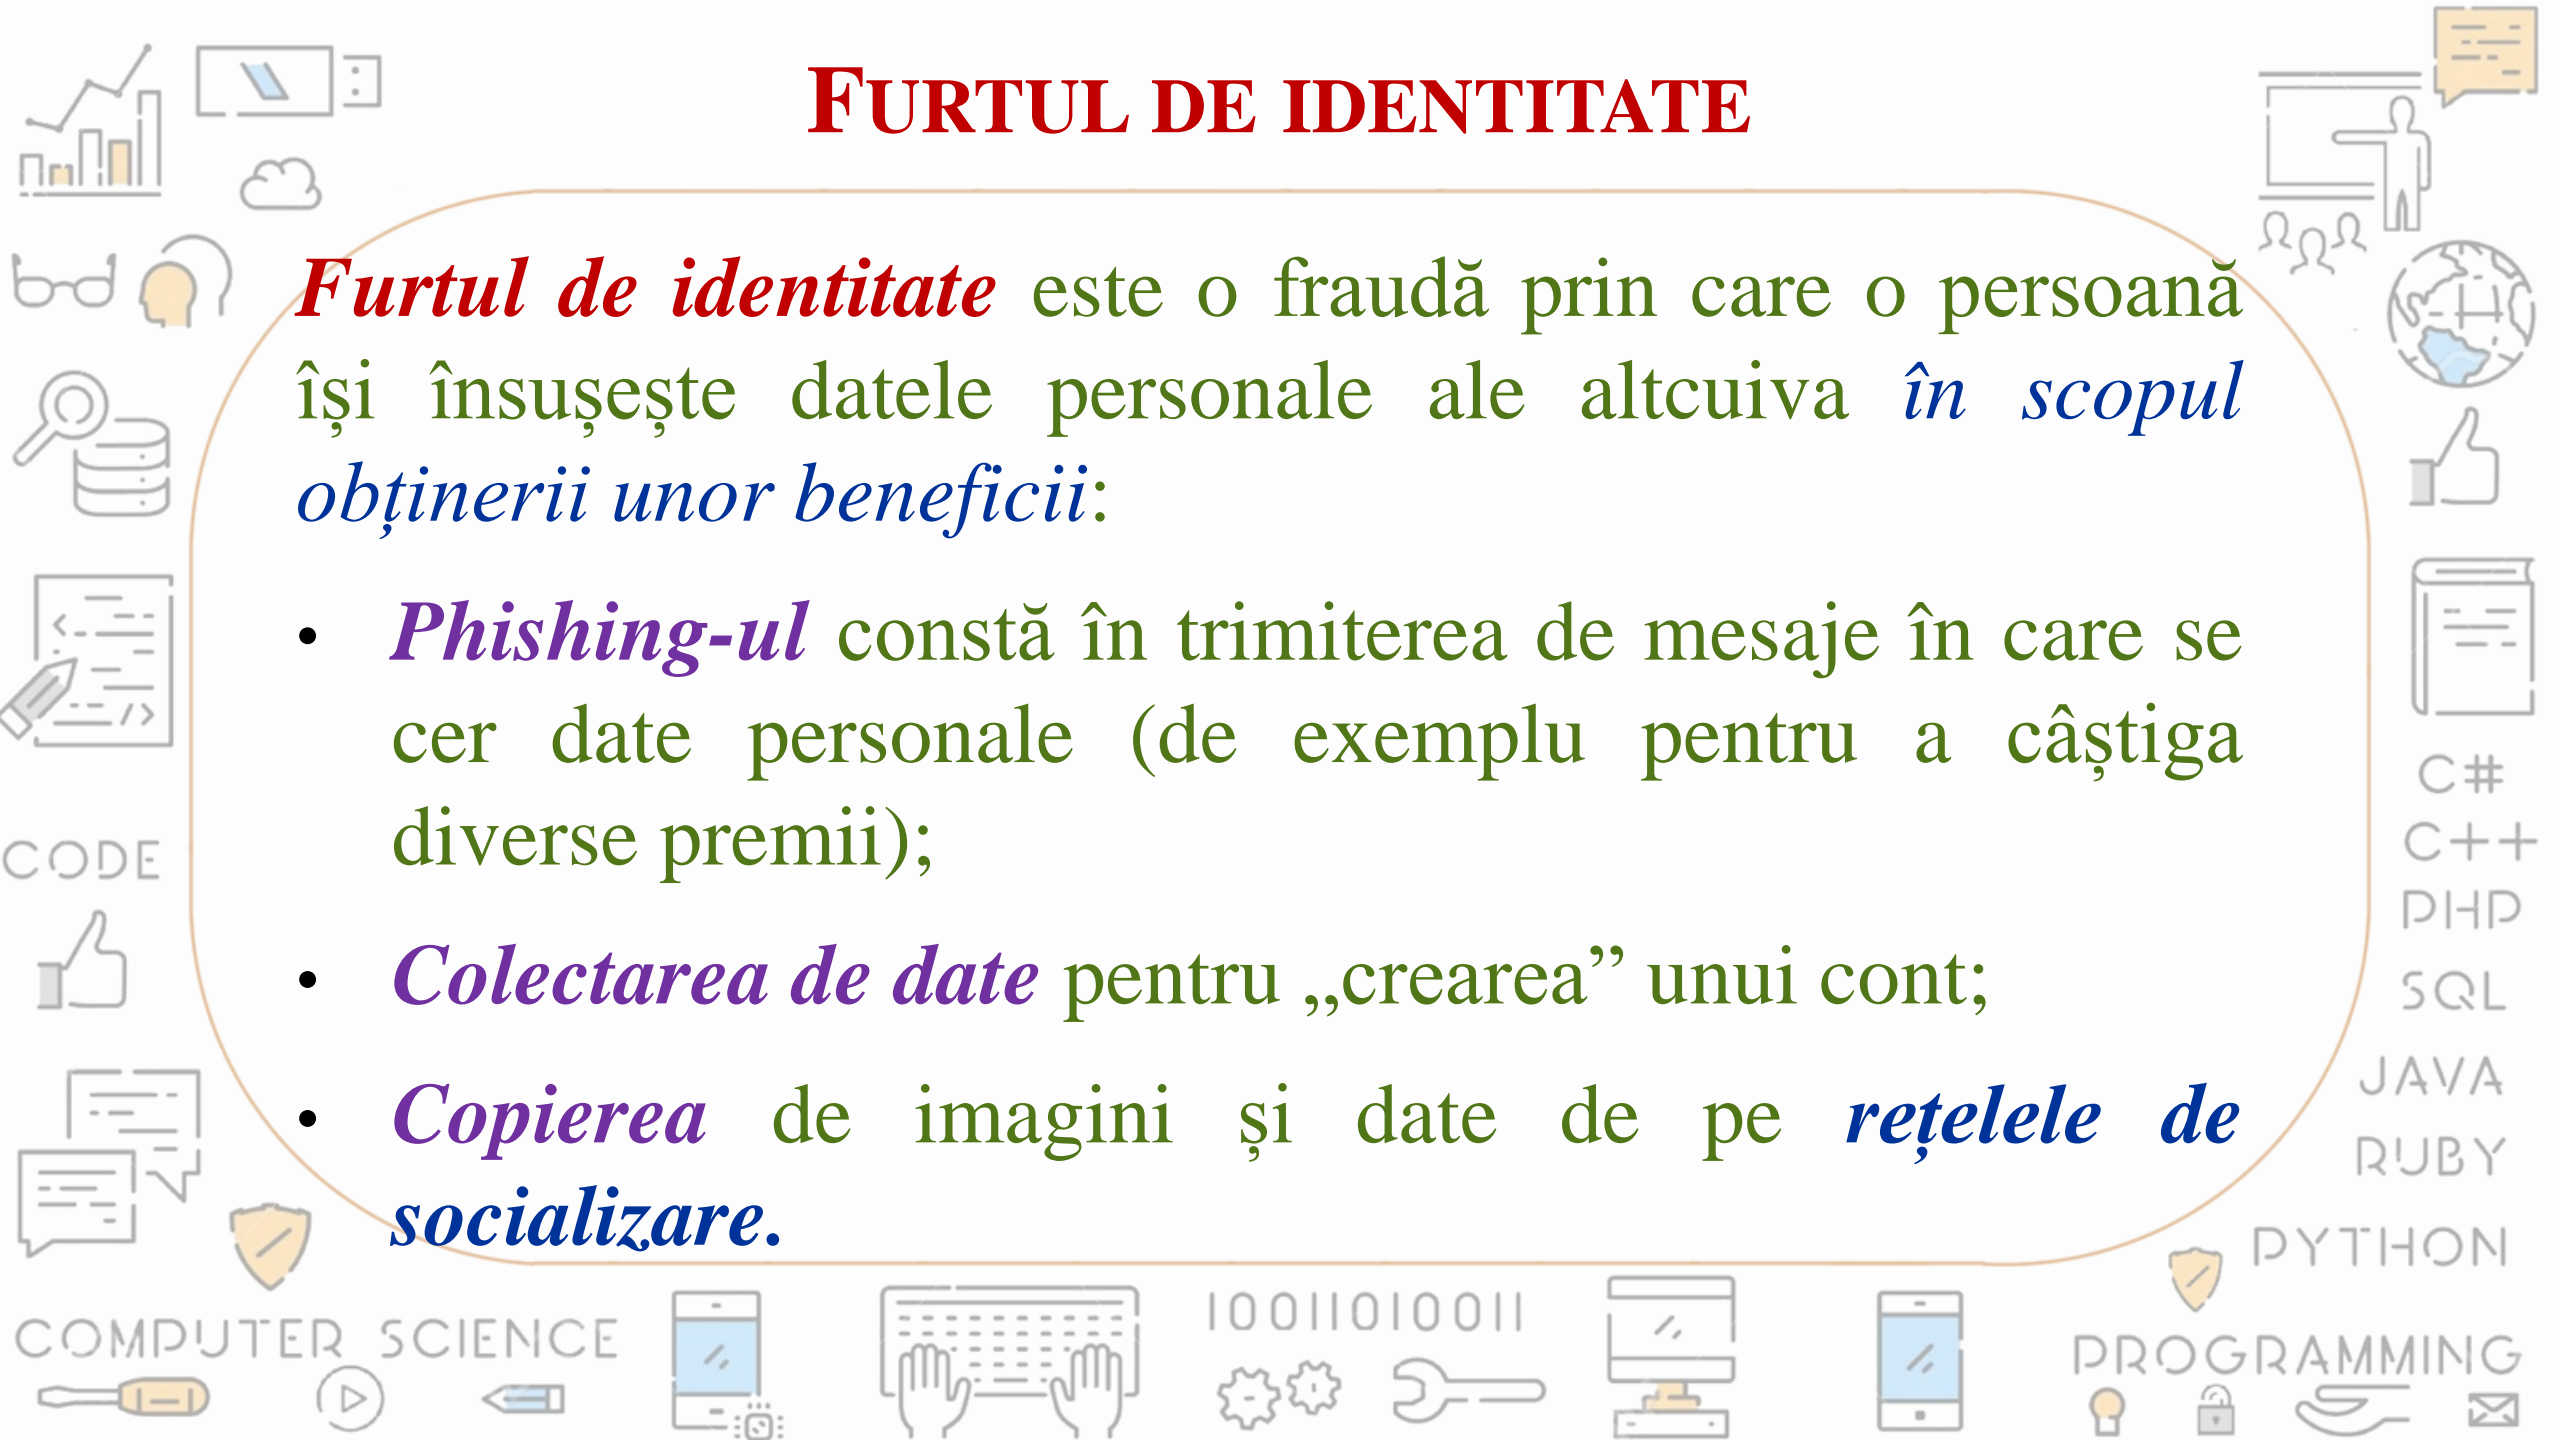 FURTUL DE IDENTITATE
Furtul de identitate este o fraudă prin care o persoană
își însușește datele personale ale altcuiva în scopul
obținerii unor beneficii:
• Phishing-ul constă în trimiterea de mesaje în care se
cer date personale (de exemplu pentru a câștiga
diverse premii);
• Colectarea de date pentru „crearea” unui cont;
• Copierea de imagini și date de pe rețelele de
socializare.
CODE
C#
C++
PHP
SQL
JAVA
RUBY
PYTHON
COMPUTER SCIENCE
10011010011
PROGRAMMING